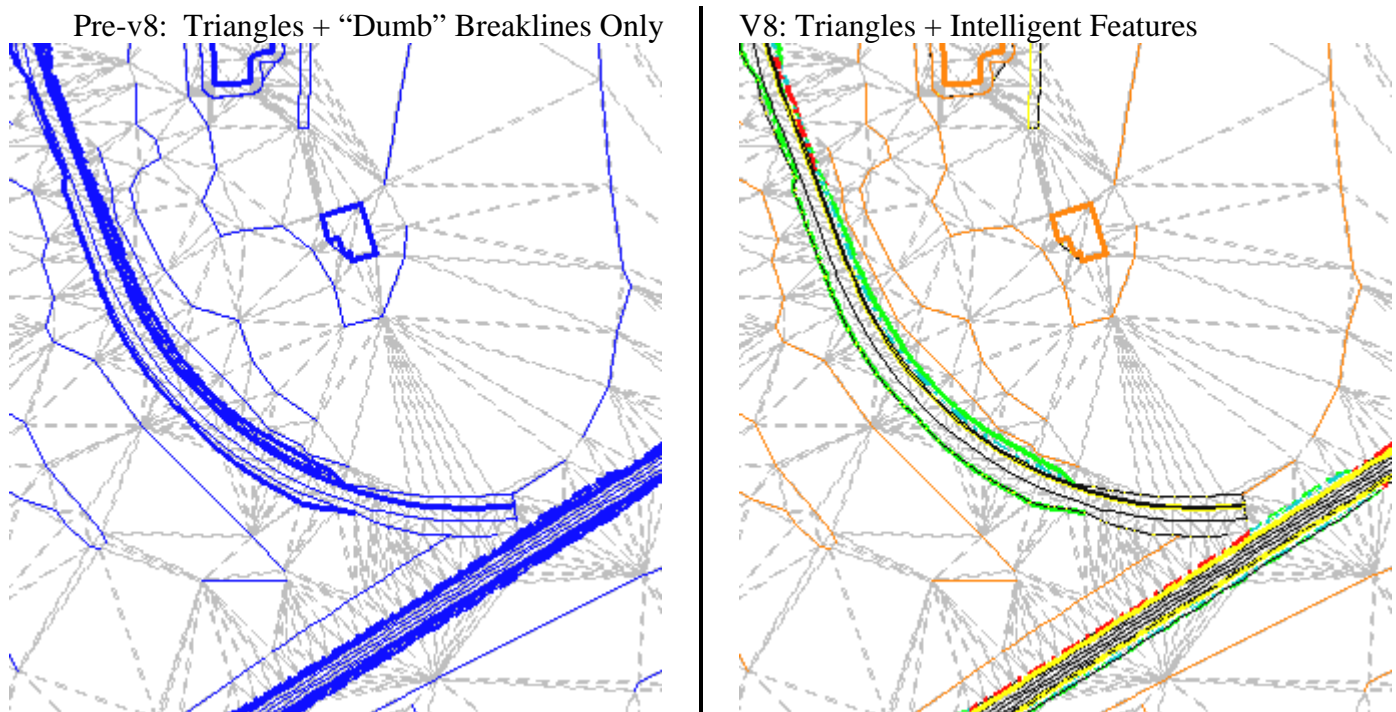 Pre-v8: Triangles + “Dumb” Breaklines Only
V8: Triangles + Intelligent Features